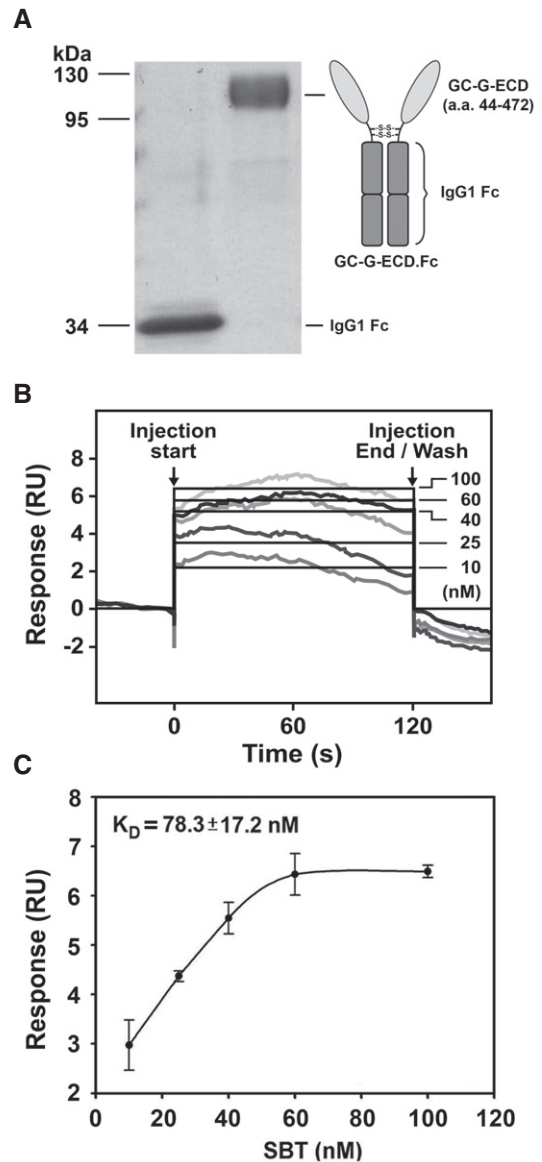 A
kDa
130
95
34
GC-G-ECD
(a.a. 44-472)
-S-S-
-S-S-
IgG1 Fc
GC-G-ECD.Fc
IgG1 Fc
B
Injection
start
Injection
End / Wash
Response (RU)
8
6
4
2
0
-2
100
60
40
25
10
(nM)
0
60
120
Time (s)
C
K_D = 78.3 ± 17.2 nM
Response (RU)
8
7
6
5
4
3
2
0
20
40
60
80
100
120
SBT (nM)